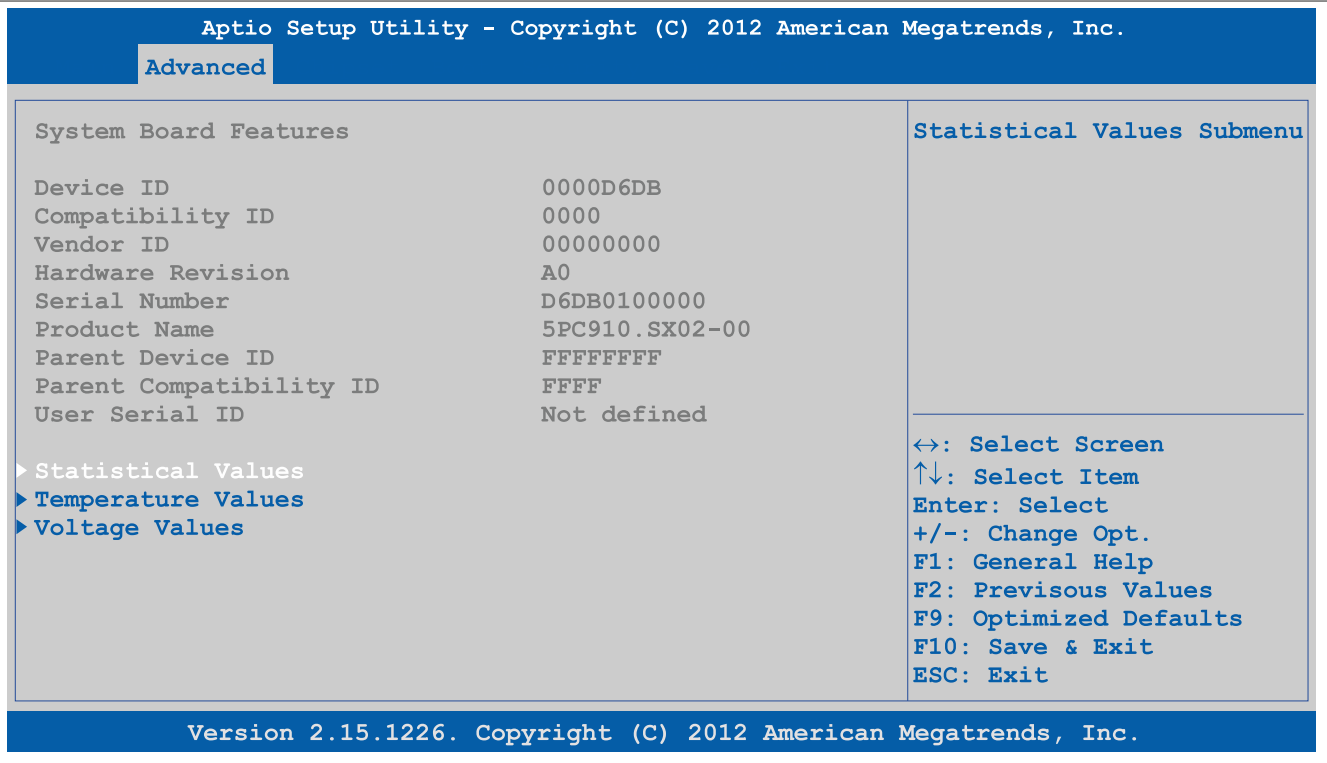 Aptio Setup Utility - Copyright (C) 2012 American Megatrends, Inc.
Advanced
System Board Features
Device ID 0000D6DB
Compatibility ID 0000
Vendor ID 00000000
Hardware Revision A0
Serial Number D6DB0100000
Product Name 5PC910.SX02-00
Parent Device ID FFFFFFFF
Parent Compatibility ID FFFF
User Serial ID Not defined
Statistical Values
Temperature Values
Voltage Values
Statistical Values Submenu
↔: Select Screen
↑↓: Select Item
Enter: Select
+/-: Change Opt.
F1: General Help
F2: Previsous Values
F9: Optimized Defaults
F10: Save & Exit
ESC: Exit
Version 2.15.1226. Copyright (C) 2012 American Megatrends, Inc.